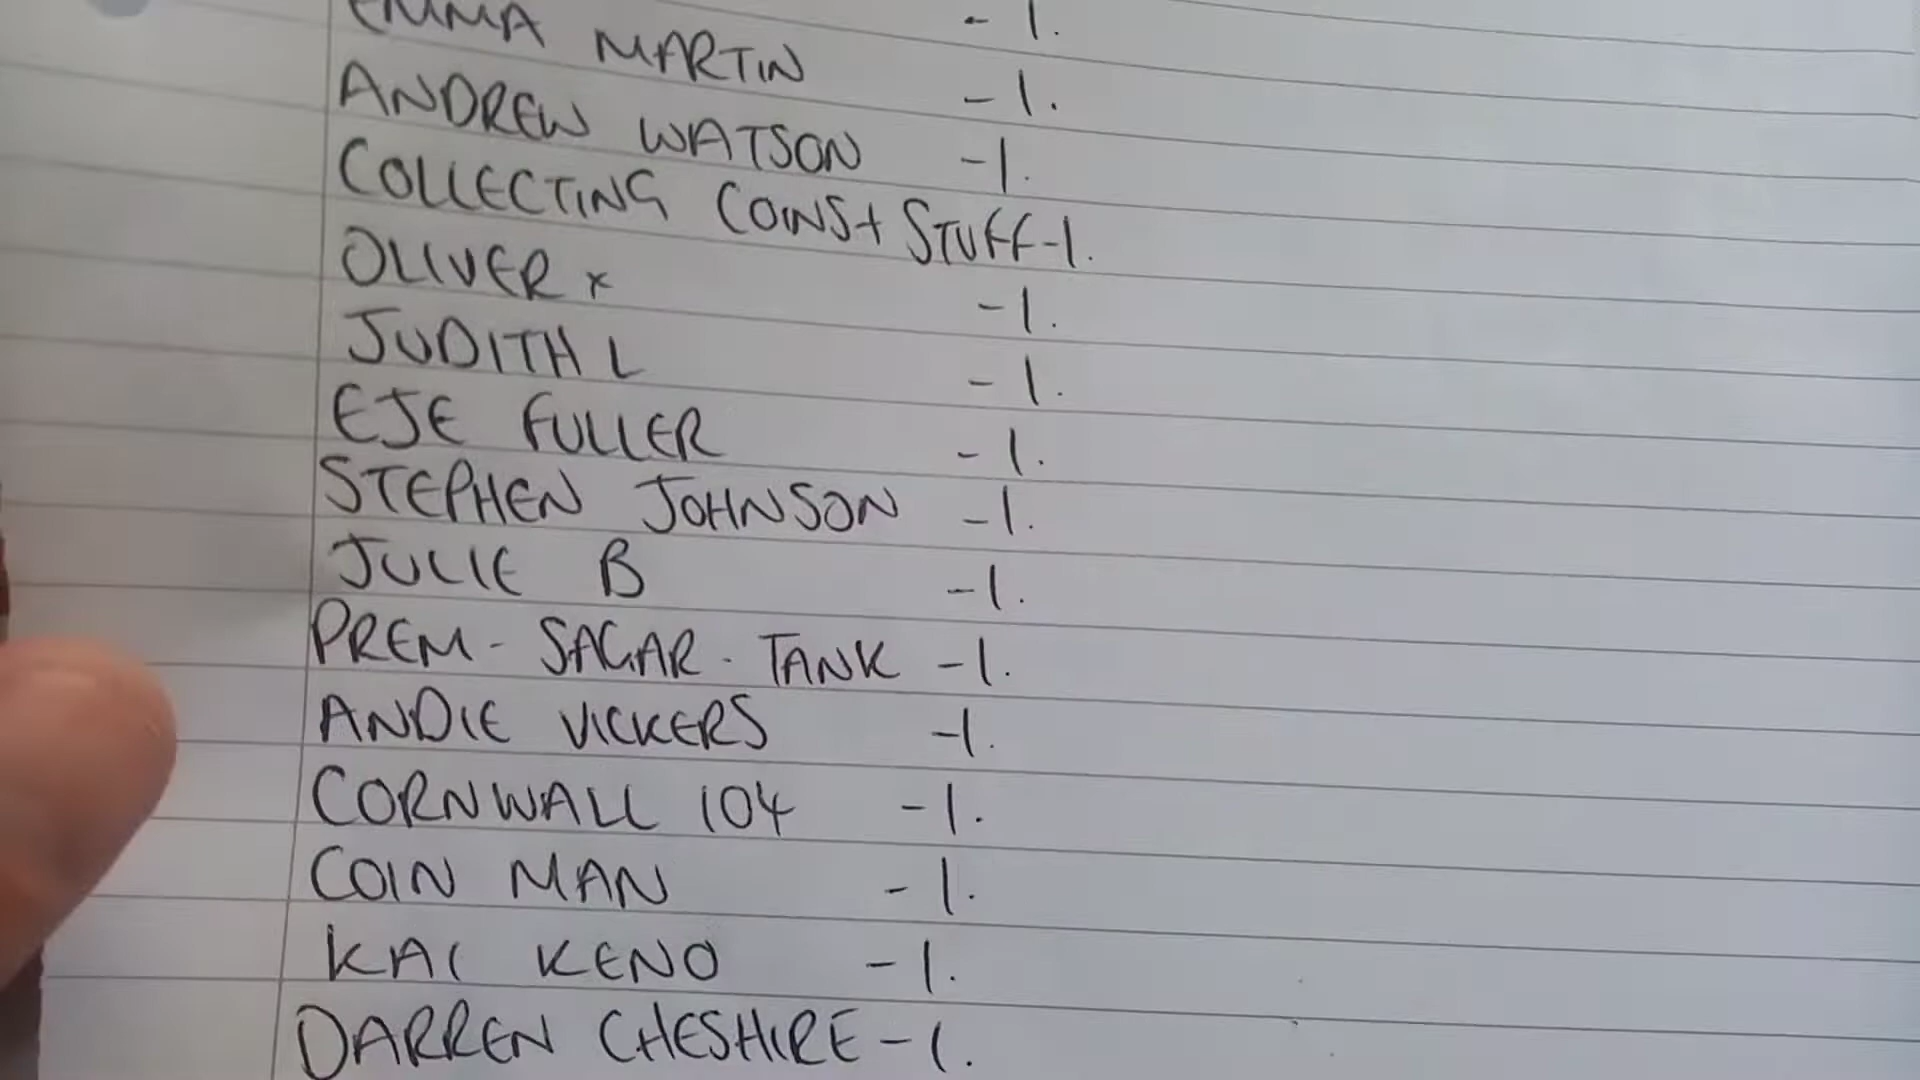 - 1.
EMMA MARTIN - 1.
ANDREW WATSON - 1.
COLLECTING COINS + STUFF - 1.
OLIVER x - 1.
JUDITH L - 1.
EJE FULLER - 1.
STEPHEN JOHNSON - 1.
JULIE B - 1.
PREM - SAGAR - TANK - 1.
ANDIE VICKERS - 1.
CORNWALL 104 - 1.
COIN MAN - 1.
KAI KENO - 1.
DARREN CHESHIRE - 1.